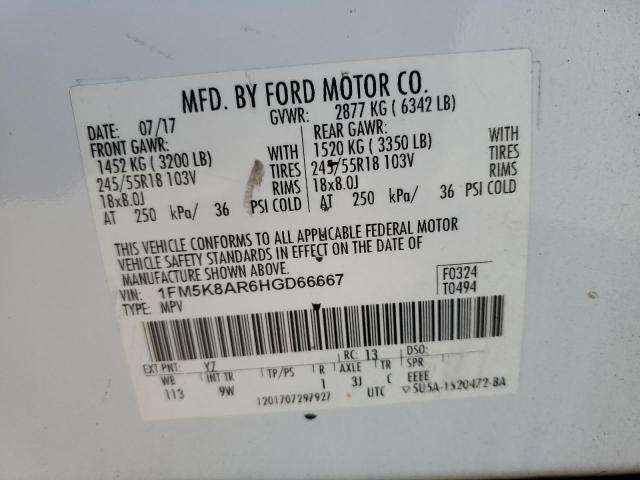 MFD. BY FORD MOTOR CO.
DATE: 07/17 GVWR: 2877 KG ( 6342 LB)
FRONT GAWR: WITH REAR GAWR: WITH
1452 KG ( 3200 LB) TIRES 1520 KG ( 3350 LB) TIRES
245/55R18 103V RIMS 245/55R18 103V RIMS
18x8.0J 18x8.0J
AT 250 kPa/ 36 PSI COLD AT 250 kPa/ 36 PSI COLD
THIS VEHICLE CONFORMS TO ALL APPLICABLE FEDERAL MOTOR
VEHICLE SAFETY STANDARDS IN EFFECT ON THE DATE OF
MANUFACTURE SHOWN ABOVE.
VIN: 1FM5K8AR6HGD66667 F0324
TYPE: MPV T0494
EXT PNT: YZ RC: 13 DSO:
WB INT TR TP/PS R AXLE TR SPR
113 9W 1 3J C EEEE
1201707297927 UTC 5U5A-1520472-BA